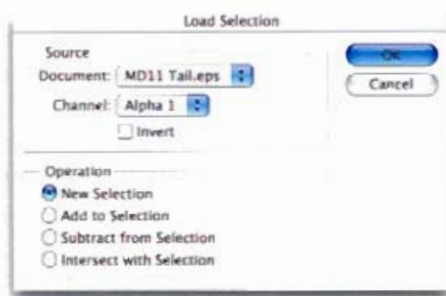 Load Selection
Source
Document: MD11 Tail.eps
Channel: Alpha 1
Invert
OK
Cancel
Operation
New Selection
Add to Selection
Subtract from Selection
Intersect with Selection